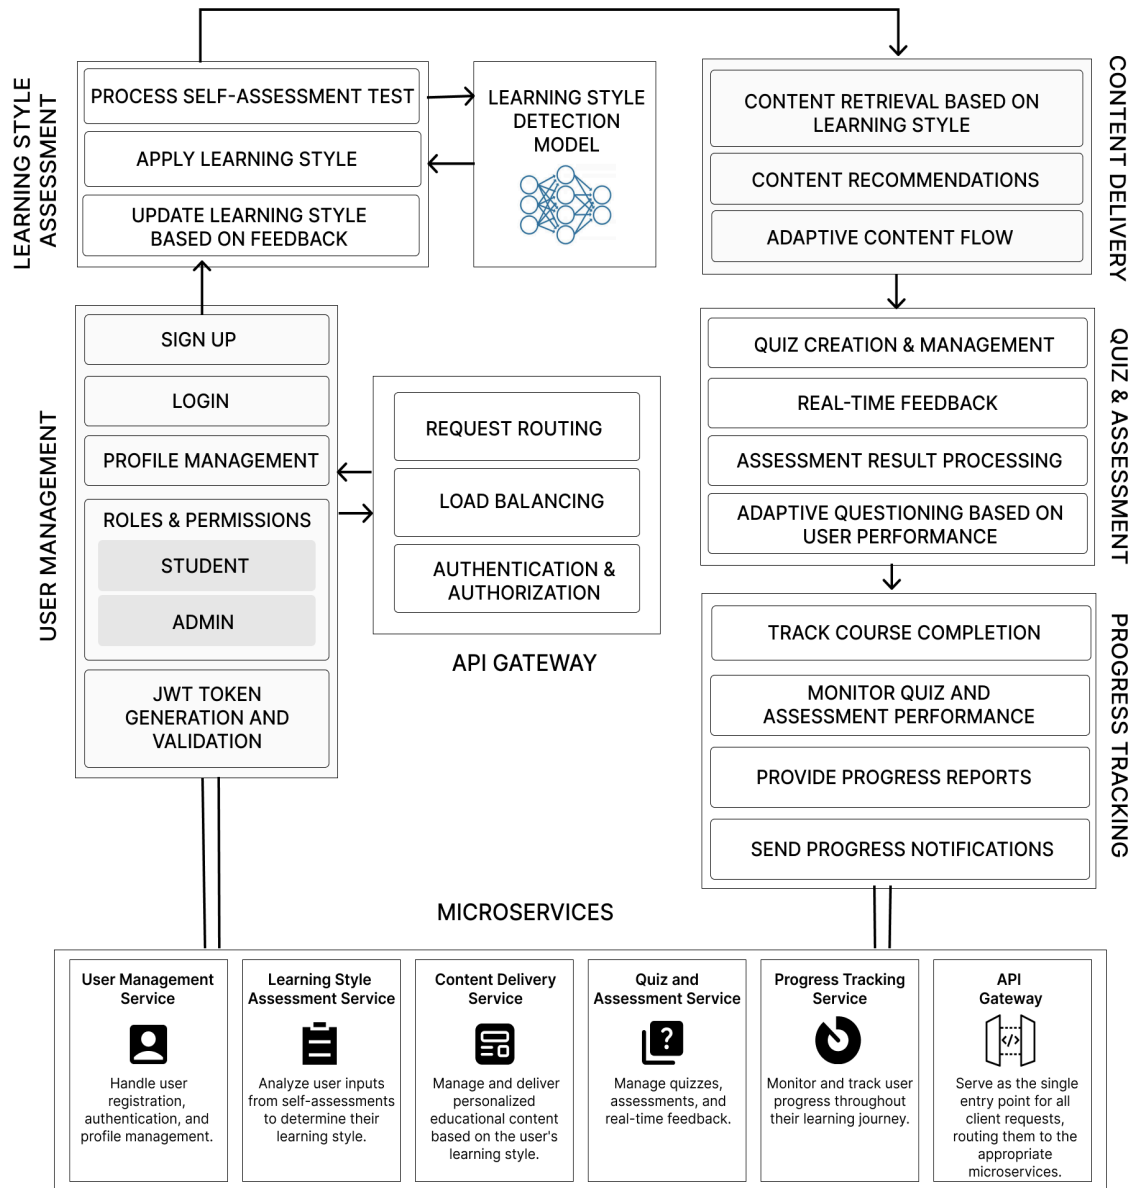 LEARNING STYLE
ASSESSMENT
PROCESS SELF-ASSESSMENT TEST
APPLY LEARNING STYLE
UPDATE LEARNING STYLE
BASED ON FEEDBACK
LEARNING STYLE
DETECTION
MODEL
CONTENT RETRIEVAL BASED ON
LEARNING STYLE
CONTENT RECOMMENDATIONS
ADAPTIVE CONTENT FLOW
CONTENT DELIVERY
USER MANAGEMENT
SIGN UP
LOGIN
PROFILE MANAGEMENT
ROLES & PERMISSIONS
STUDENT
ADMIN
JWT TOKEN
GENERATION AND
VALIDATION
REQUEST ROUTING
LOAD BALANCING
AUTHENTICATION &
AUTHORIZATION
API GATEWAY
QUIZ CREATION & MANAGEMENT
REAL-TIME FEEDBACK
ASSESSMENT RESULT PROCESSING
ADAPTIVE QUESTIONING BASED ON
USER PERFORMANCE
QUIZ & ASSESSMENT
TRACK COURSE COMPLETION
MONITOR QUIZ AND
ASSESSMENT PERFORMANCE
PROVIDE PROGRESS REPORTS
SEND PROGRESS NOTIFICATIONS
PROGRESS TRACKING
MICROSERVICES
User Management
Service
Handle user
registration,
authentication, and
profile management.
Learning Style
Assessment Service
Analyze user inputs
from self-assessments
to determine their
learning style.
Content Delivery
Service
Manage and deliver
personalized
educational content
based on the user's
learning style.
Quiz and
Assessment Service
?
Manage quizzes,
assessments, and
real-time feedback.
Progress Tracking
Service
Monitor and track user
progress throughout
their learning journey.
API
Gateway
</>
Serve as the single
entry point for all
client requests,
routing them to the
appropriate
microservices.